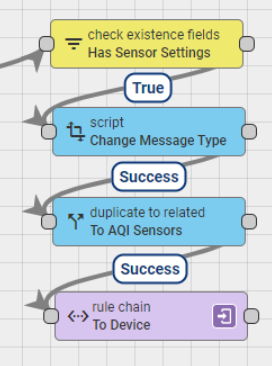 check existence fields
Has Sensor Settings
True
script
Change Message Type
Success
duplicate to related
To AQI Sensors
Success
rule chain
To Device